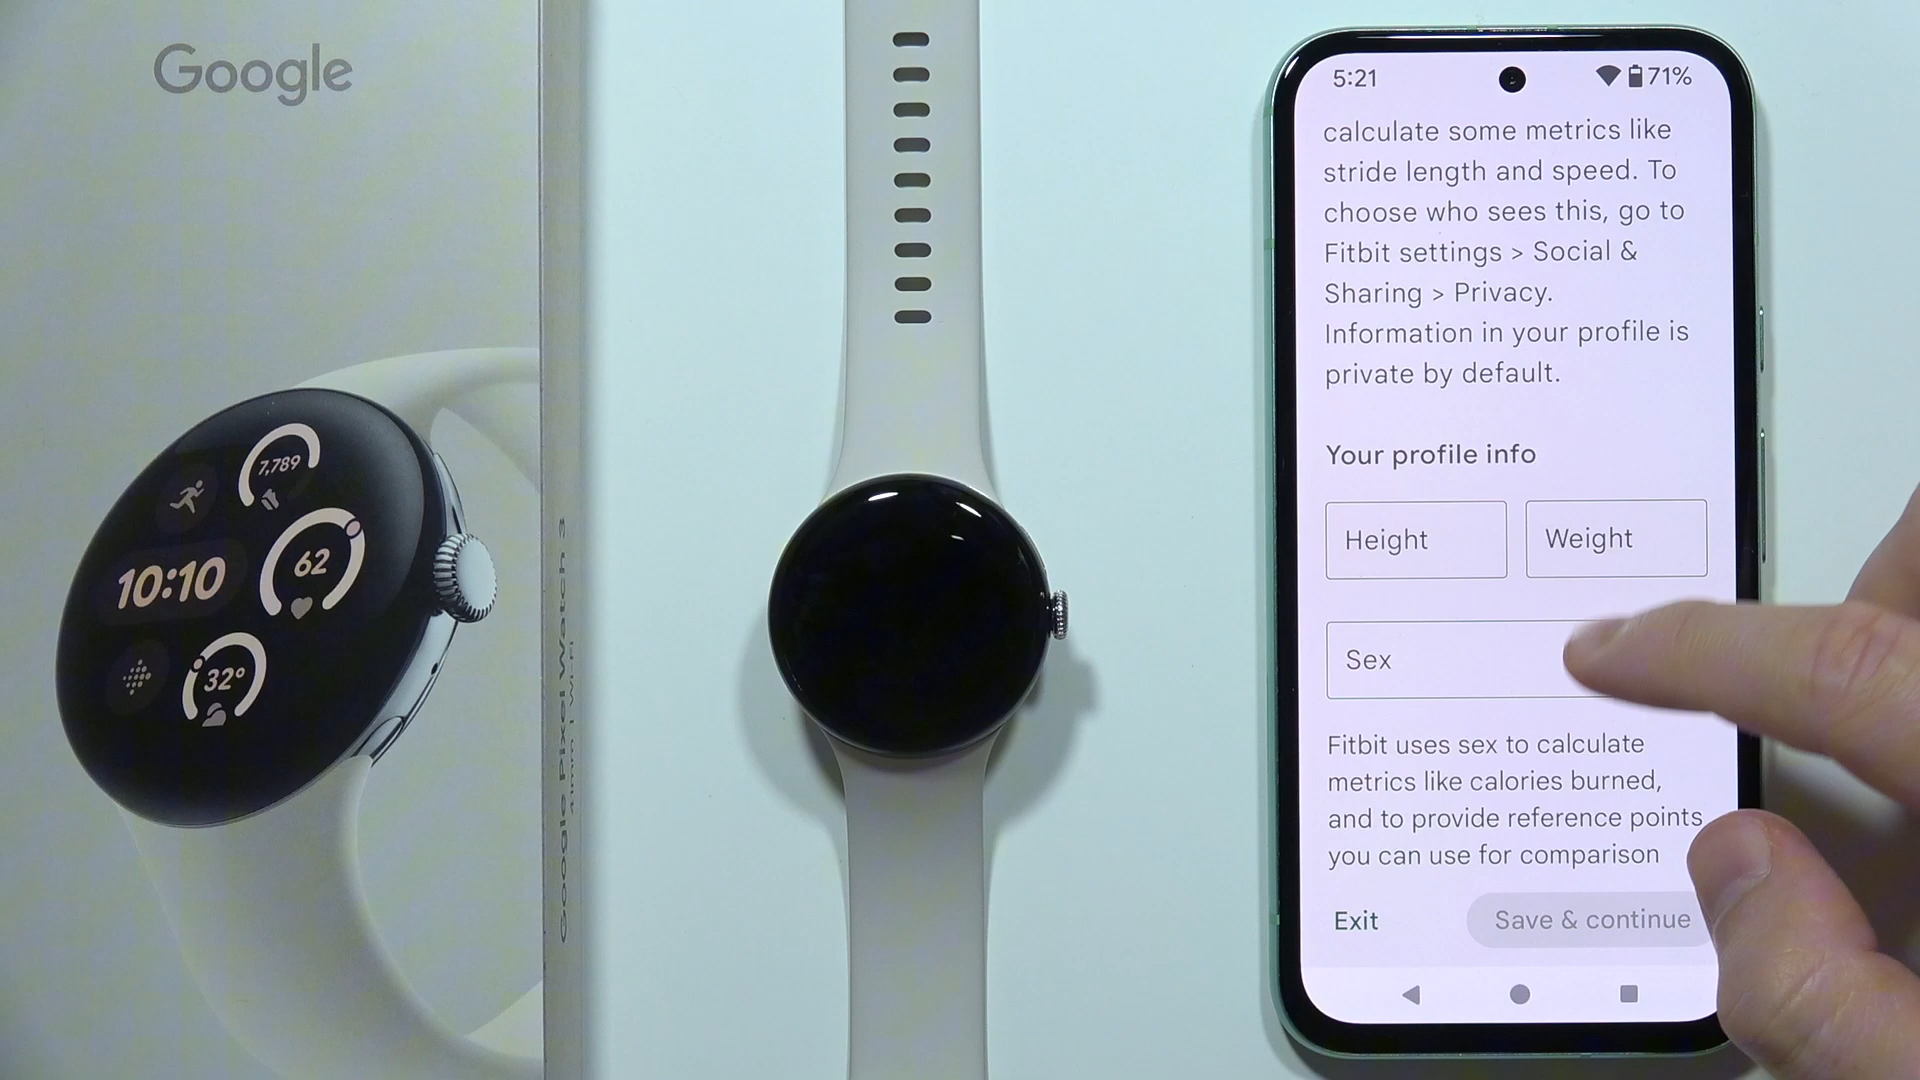 Google
7,789
10:10
62
32°
Google Pixel Watch 3
41mm | Wi-Fi
5:21
71%
calculate some metrics like
stride length and speed. To
choose who sees this, go to
Fitbit settings > Social &
Sharing > Privacy.
Information in your profile is
private by default.
Your profile info
Height
Weight
Sex
Fitbit uses sex to calculate
metrics like calories burned,
and to provide reference points
you can use for comparison
Exit
Save & continue